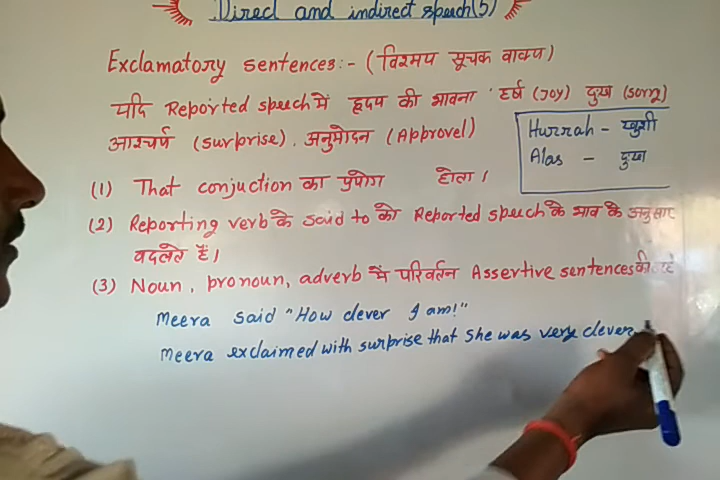 Direct and indirect speech (5)
Exclamatory sentences:- (विस्मय सूचक वाक्य)
यदि Reported speech में हृदय की भावना हर्ष (Joy) दुःख (sorry)
आश्चर्य (surprise). अनुमोदन (Approvel)
Hurrah - खुशी
Alas - दुःख
(1) That conjuction का प्रयोग होता।
(2) Reporting verb के said to को Reported speech के भाव के अनुसार
बदलते हैं।
(3) Noun, pronoun, adverb में परिवर्तन Assertive sentences की तरह
Meera said "How clever I am!"
Meera exclaimed with surprise that she was very clever